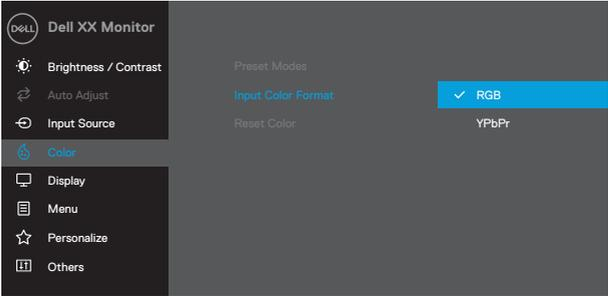 DELL Dell XX Monitor
Brightness / Contrast
Auto Adjust
Input Source
Color
Display
Menu
Personalize
Others
Preset Modes
Input Color Format
Reset Color
RGB
YPbPr